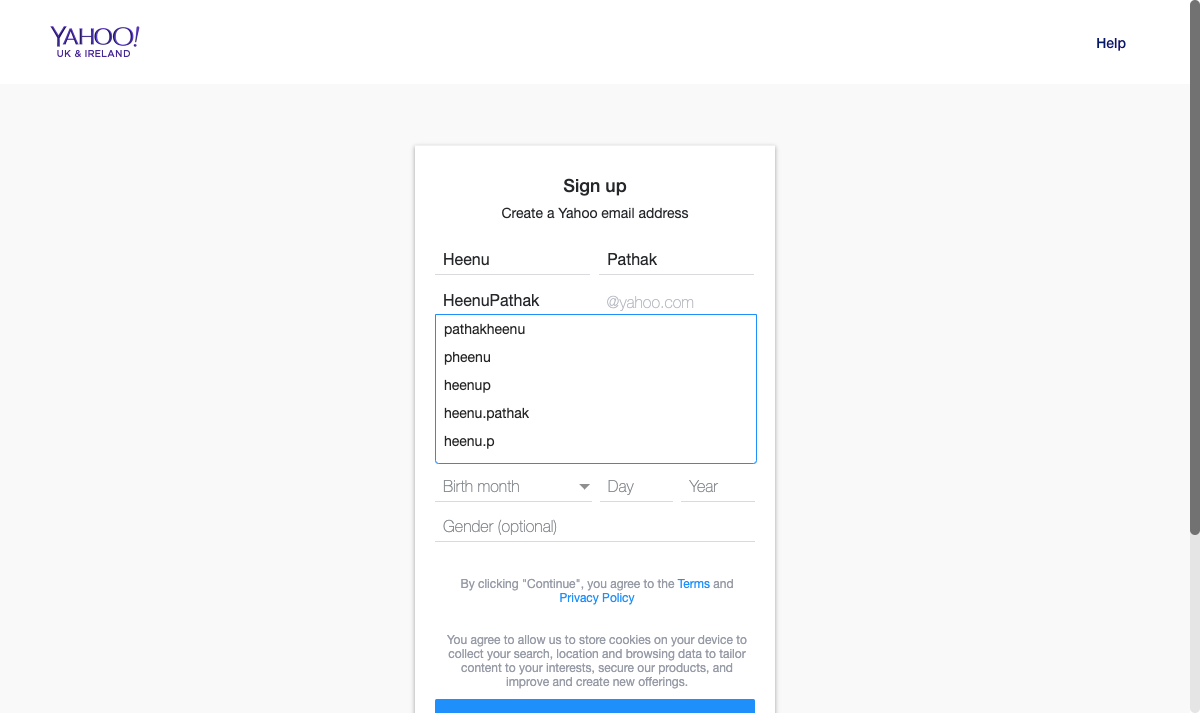 YAHOO!
UK & IRELAND
Help
Sign up
Create a Yahoo email address
Heenu Pathak
HeenuPathak @yahoo.com
pathakheenu
pheenu
heenup
heenu.pathak
heenu.p
Birth month Day Year
Gender (optional)
By clicking "Continue", you agree to the Terms and
Privacy Policy
You agree to allow us to store cookies on your device to
collect your search, location and browsing data to tailor
content to your interests, secure our products, and
improve and create new offerings.